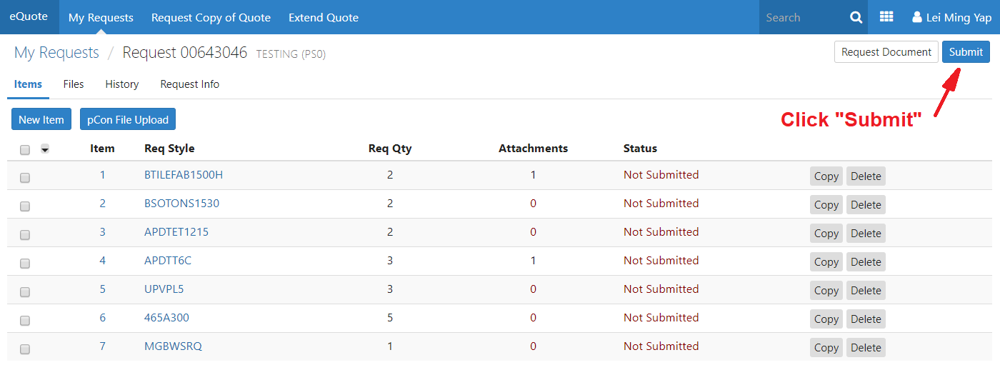 eQuote My Requests Request Copy of Quote Extend Quote Search Lei Ming Yap
My Requests / Request 00643046 TESTING (PS0) Request Document Submit
Items Files History Request Info
Click "Submit"
New Item pCon File Upload
Item Req Style Req Qty Attachments Status
1 BTILEFAB1500H 2 1 Not Submitted Copy Delete
2 BSOTONS1530 2 0 Not Submitted Copy Delete
3 APDTET1215 2 0 Not Submitted Copy Delete
4 APDTT6C 3 1 Not Submitted Copy Delete
5 UPVPL5 3 0 Not Submitted Copy Delete
6 465A300 5 0 Not Submitted Copy Delete
7 MGBWSRQ 1 0 Not Submitted Copy Delete